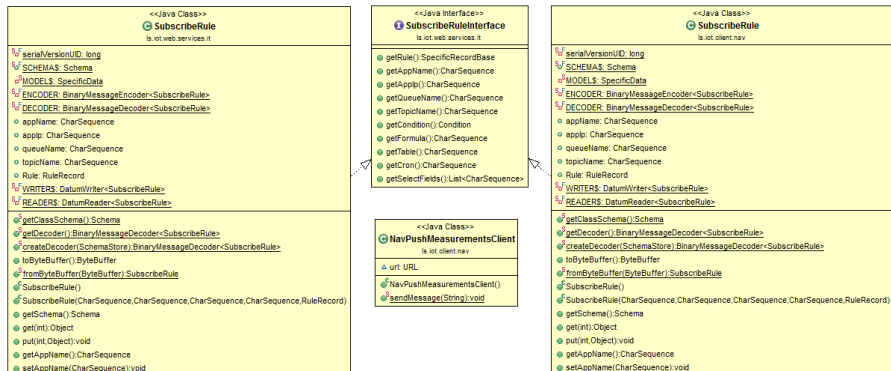 <<Java Class>>
SubscribeRule
ls.iot.web.services.it
serialVersionUID: long
SCHEMA$: Schema
MODEL$: SpecificData
ENCODER: BinaryMessageEncoder<SubscribeRule>
DECODER: BinaryMessageDecoder<SubscribeRule>
appName: CharSequence
appIp: CharSequence
queueName: CharSequence
topicName: CharSequence
Rule: RuleRecord
WRITER$: DatumWriter<SubscribeRule>
READER$: DatumReader<SubscribeRule>
getClassSchema():Schema
getDecoder():BinaryMessageDecoder<SubscribeRule>
createDecoder(SchemaStore):BinaryMessageDecoder<SubscribeRule>
toByteBuffer():ByteBuffer
fromByteBuffer(ByteBuffer):SubscribeRule
SubscribeRule()
SubscribeRule(CharSequence,CharSequence,CharSequence,CharSequence,RuleRecord)
getSchema():Schema
get(int):Object
put(int,Object):void
getAppName():CharSequence
setAppName(CharSequence):void
<<Java Interface>>
SubscribeRuleInterface
ls.iot.web.services.it
getRule():SpecificRecordBase
getAppName():CharSequence
getAppIp():CharSequence
getQueueName():CharSequence
getTopicName():CharSequence
getCondition():Condition
getFormula():CharSequence
getTable():CharSequence
getCron():CharSequence
getSelectFields():List<CharSequence>
<<Java Class>>
NavPushMeasurementsClient
ls.iot.client.nav
url: URL
NavPushMeasurementsClient()
sendMessage(String):void
<<Java Class>>
SubscribeRule
ls.iot.client.nav
serialVersionUID: long
SCHEMA$: Schema
MODEL$: SpecificData
ENCODER: BinaryMessageEncoder<SubscribeRule>
DECODER: BinaryMessageDecoder<SubscribeRule>
appName: CharSequence
appIp: CharSequence
queueName: CharSequence
topicName: CharSequence
Rule: RuleRecord
WRITER$: DatumWriter<SubscribeRule>
READER$: DatumReader<SubscribeRule>
getClassSchema():Schema
getDecoder():BinaryMessageDecoder<SubscribeRule>
createDecoder(SchemaStore):BinaryMessageDecoder<SubscribeRule>
toByteBuffer():ByteBuffer
fromByteBuffer(ByteBuffer):SubscribeRule
SubscribeRule()
SubscribeRule(CharSequence,CharSequence,CharSequence,CharSequence,RuleRecord)
getSchema():Schema
get(int):Object
put(int,Object):void
getAppName():CharSequence
setAppName(CharSequence):void